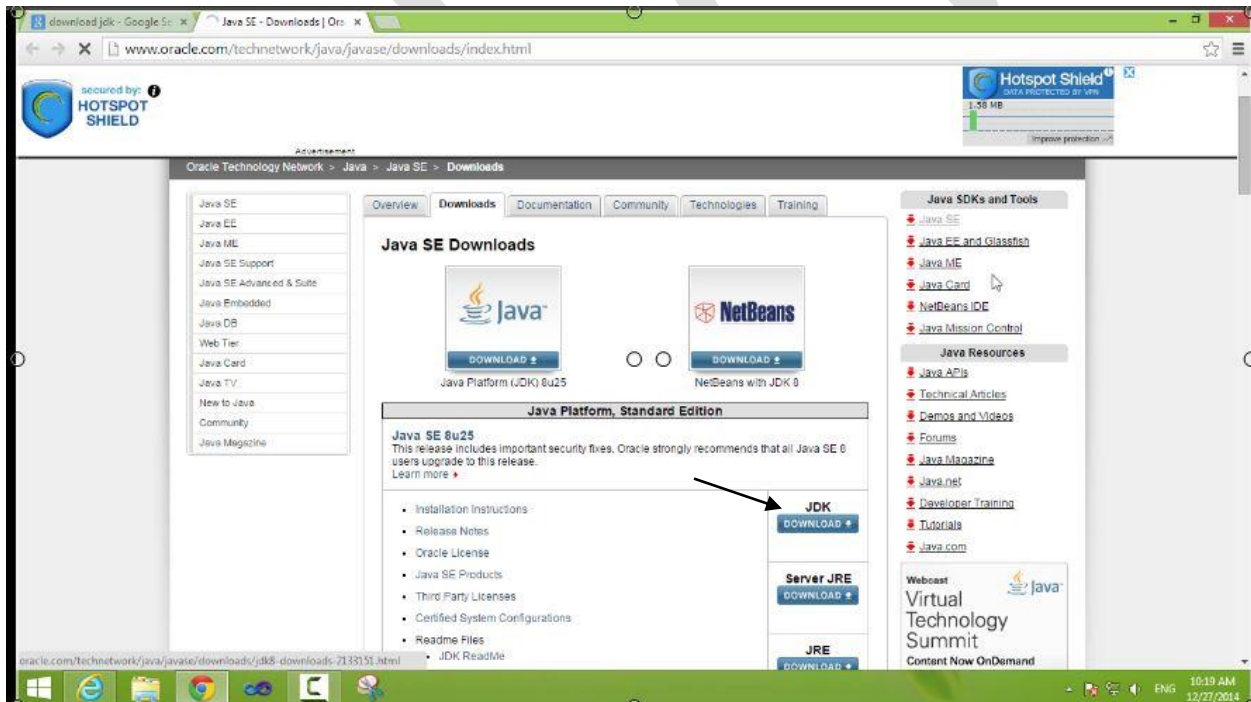 download jdk - Google Se
Java SE - Downloads | Ora
www.oracle.com/technetwork/java/javase/downloads/index.html
secured by:
HOTSPOT
SHIELD
Advertisement
Hotspot Shield
DATA PROTECTED BY VPN
1.58 MB
Improve protection
Oracle Technology Network > Java > Java SE > Downloads
Java SE
Java EE
Java ME
Java SE Support
Java SE Advanced & Suite
Java Embedded
Java DB
Web Tier
Java Card
Java TV
New to Java
Community
Java Magazine
Overview Downloads Documentation Community Technologies Training
Java SE Downloads
Java
DOWNLOAD
Java Platform (JDK) 8u25
NetBeans
DOWNLOAD
NetBeans with JDK 8
Java Platform, Standard Edition
Java SE 8u25
This release includes important security fixes. Oracle strongly recommends that all Java SE 8
users upgrade to this release.
Learn more
Installation Instructions
Release Notes
Oracle License
Java SE Products
Third Party Licenses
Certified System Configurations
Readme Files
JDK ReadMe
JDK
DOWNLOAD
Server JRE
DOWNLOAD
JRE
DOWNLOAD
Java SDKs and Tools
Java SE
Java EE and Glassfish
Java ME
Java Card
NetBeans IDE
Java Mission Control
Java Resources
Java APIs
Technical Articles
Demos and Videos
Forums
Java Magazine
Java.net
Developer Training
Tutorials
Java.com
Webcast
Java
Virtual
Technology
Summit
Content Now OnDemand
oracle.com/technetwork/java/javase/downloads/jdk8-downloads-2133151.html
ENG
10:19 AM
12/27/2014